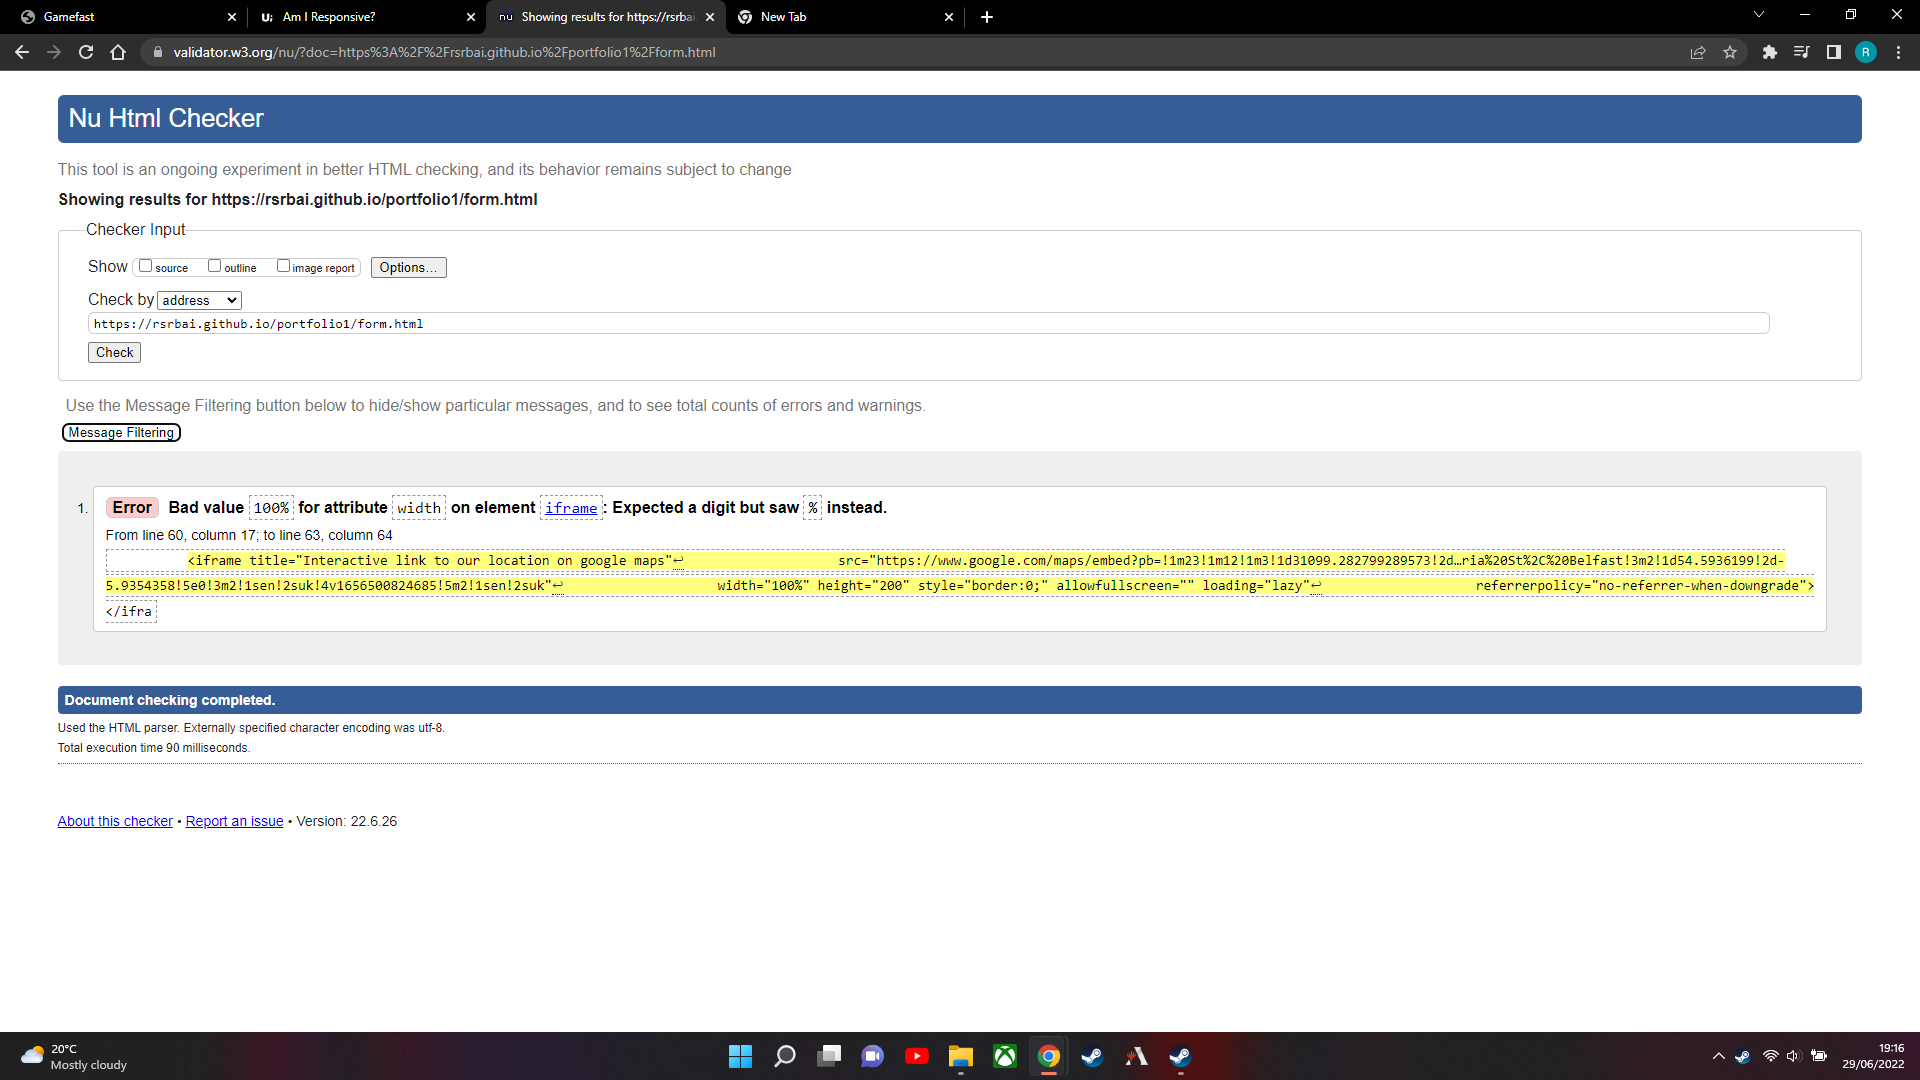 Gamefast
Am I Responsive?
Showing results for https://rsrbai.
New Tab
validator.w3.org/nu/?doc=https%3A%2F%2Frsrbai.github.io%2Fportfolio1%2Fform.html
R
Nu Html Checker
This tool is an ongoing experiment in better HTML checking, and its behavior remains subject to change
Showing results for https://rsrbai.github.io/portfolio1/form.html
Checker Input
Show source outline image report Options...
Check by address
https://rsrbai.github.io/portfolio1/form.html
Check
Use the Message Filtering button below to hide/show particular messages, and to see total counts of errors and warnings.
Message Filtering
1. Error Bad value 100% for attribute width on element iframe: Expected a digit but saw % instead.
From line 60, column 17; to line 63, column 64
<iframe title="Interactive link to our location on google maps"↩ src="https://www.google.com/maps/embed?pb=!1m23!1m12!1m3!1d31099.282799289573!2d…ria%20St%2C%20Belfast!3m2!1d54.5936199!2d-
5.9354358!5e0!3m2!1sen!2suk!4v1656500824685!5m2!1sen!2suk"↩ width="100%" height="200" style="border:0;" allowfullscreen="" loading="lazy"↩ referrerpolicy="no-referrer-when-downgrade">
</ifra
Document checking completed.
Used the HTML parser. Externally specified character encoding was utf-8.
Total execution time 90 milliseconds.
About this checker • Report an issue • Version: 22.6.26
20°C
Mostly cloudy
19:16
29/06/2022